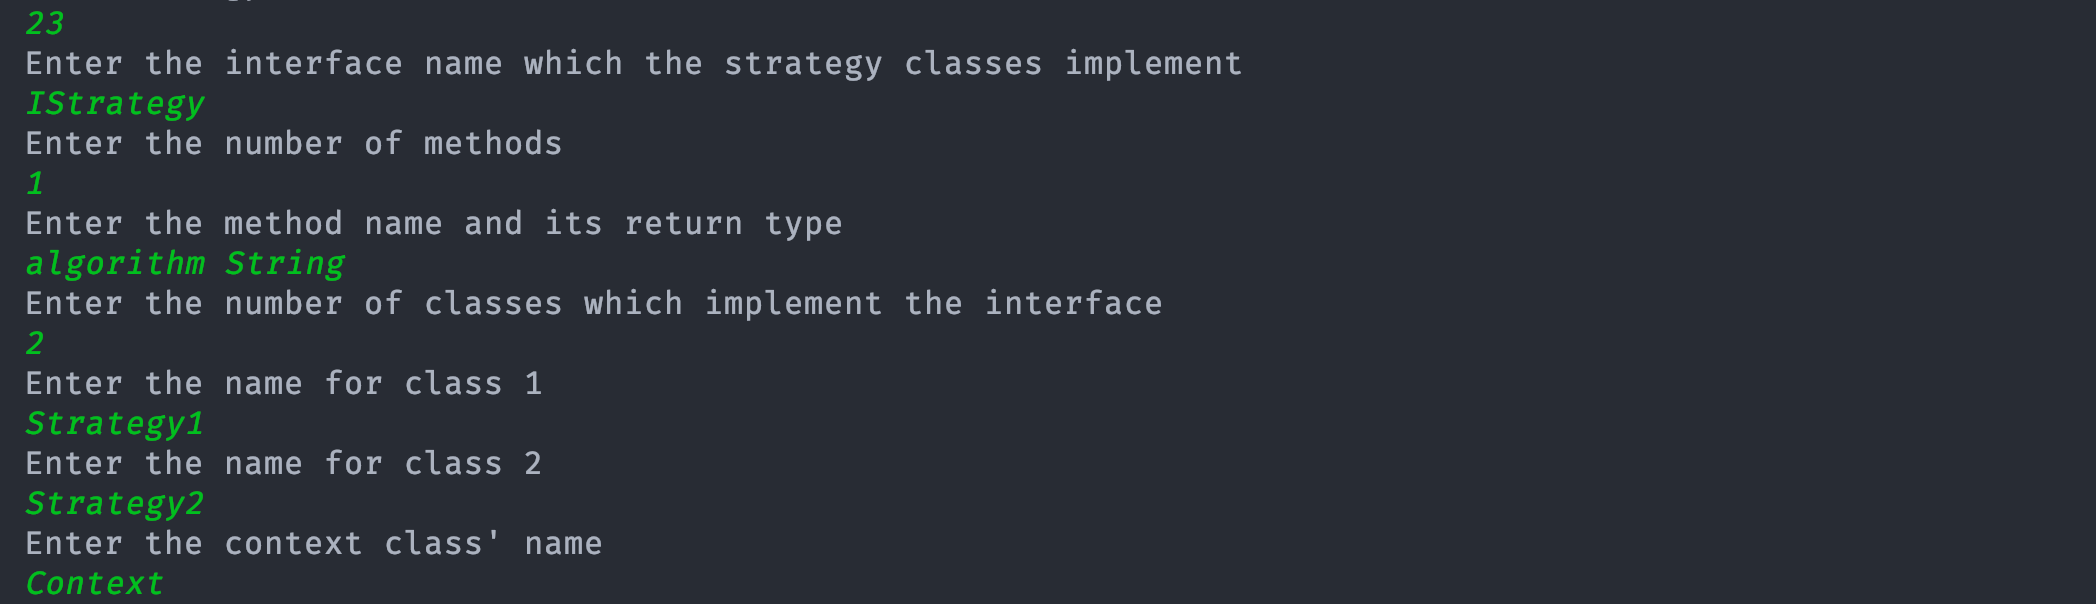 23
Enter the interface name which the strategy classes implement
IStrategy
Enter the number of methods
1
Enter the method name and its return type
algorithm String
Enter the number of classes which implement the interface
2
Enter the name for class 1
Strategy1
Enter the name for class 2
Strategy2
Enter the context class' name
Context